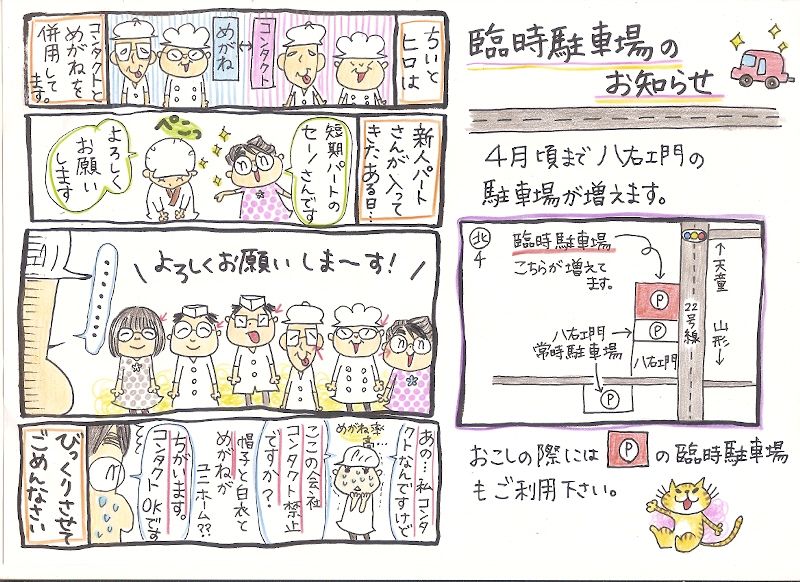 ちいと
ヒロは
コンタクト
↔
めがね
コンタクトと
めがねを
併用して
ます。
新人パート
さんが入って
きたある日…
短期パートの
セーノさんです
ペこっ
よろしく
お願い
します
よろしくお願いしま〜す!
………
あの…私コンタ
クトなんですけど
めがね率
高…
ここの会社
コンタクト禁止
ですか?
帽子と白衣と
めがねが
ユニホーム??
ちがいます。
コンタクトOKです
びっくりさせて
ごめんなさい
臨時駐車場の
お知らせ
4月頃まで八右エ門の
駐車場が増えます。
北
4
臨時駐車場
こちらが増えて
ます。
P
八右エ門→
常時駐車場
P
八右エ門
P
22号線
↑天童
山形↓
おこしの際には P の臨時駐車場
もご利用下さい。